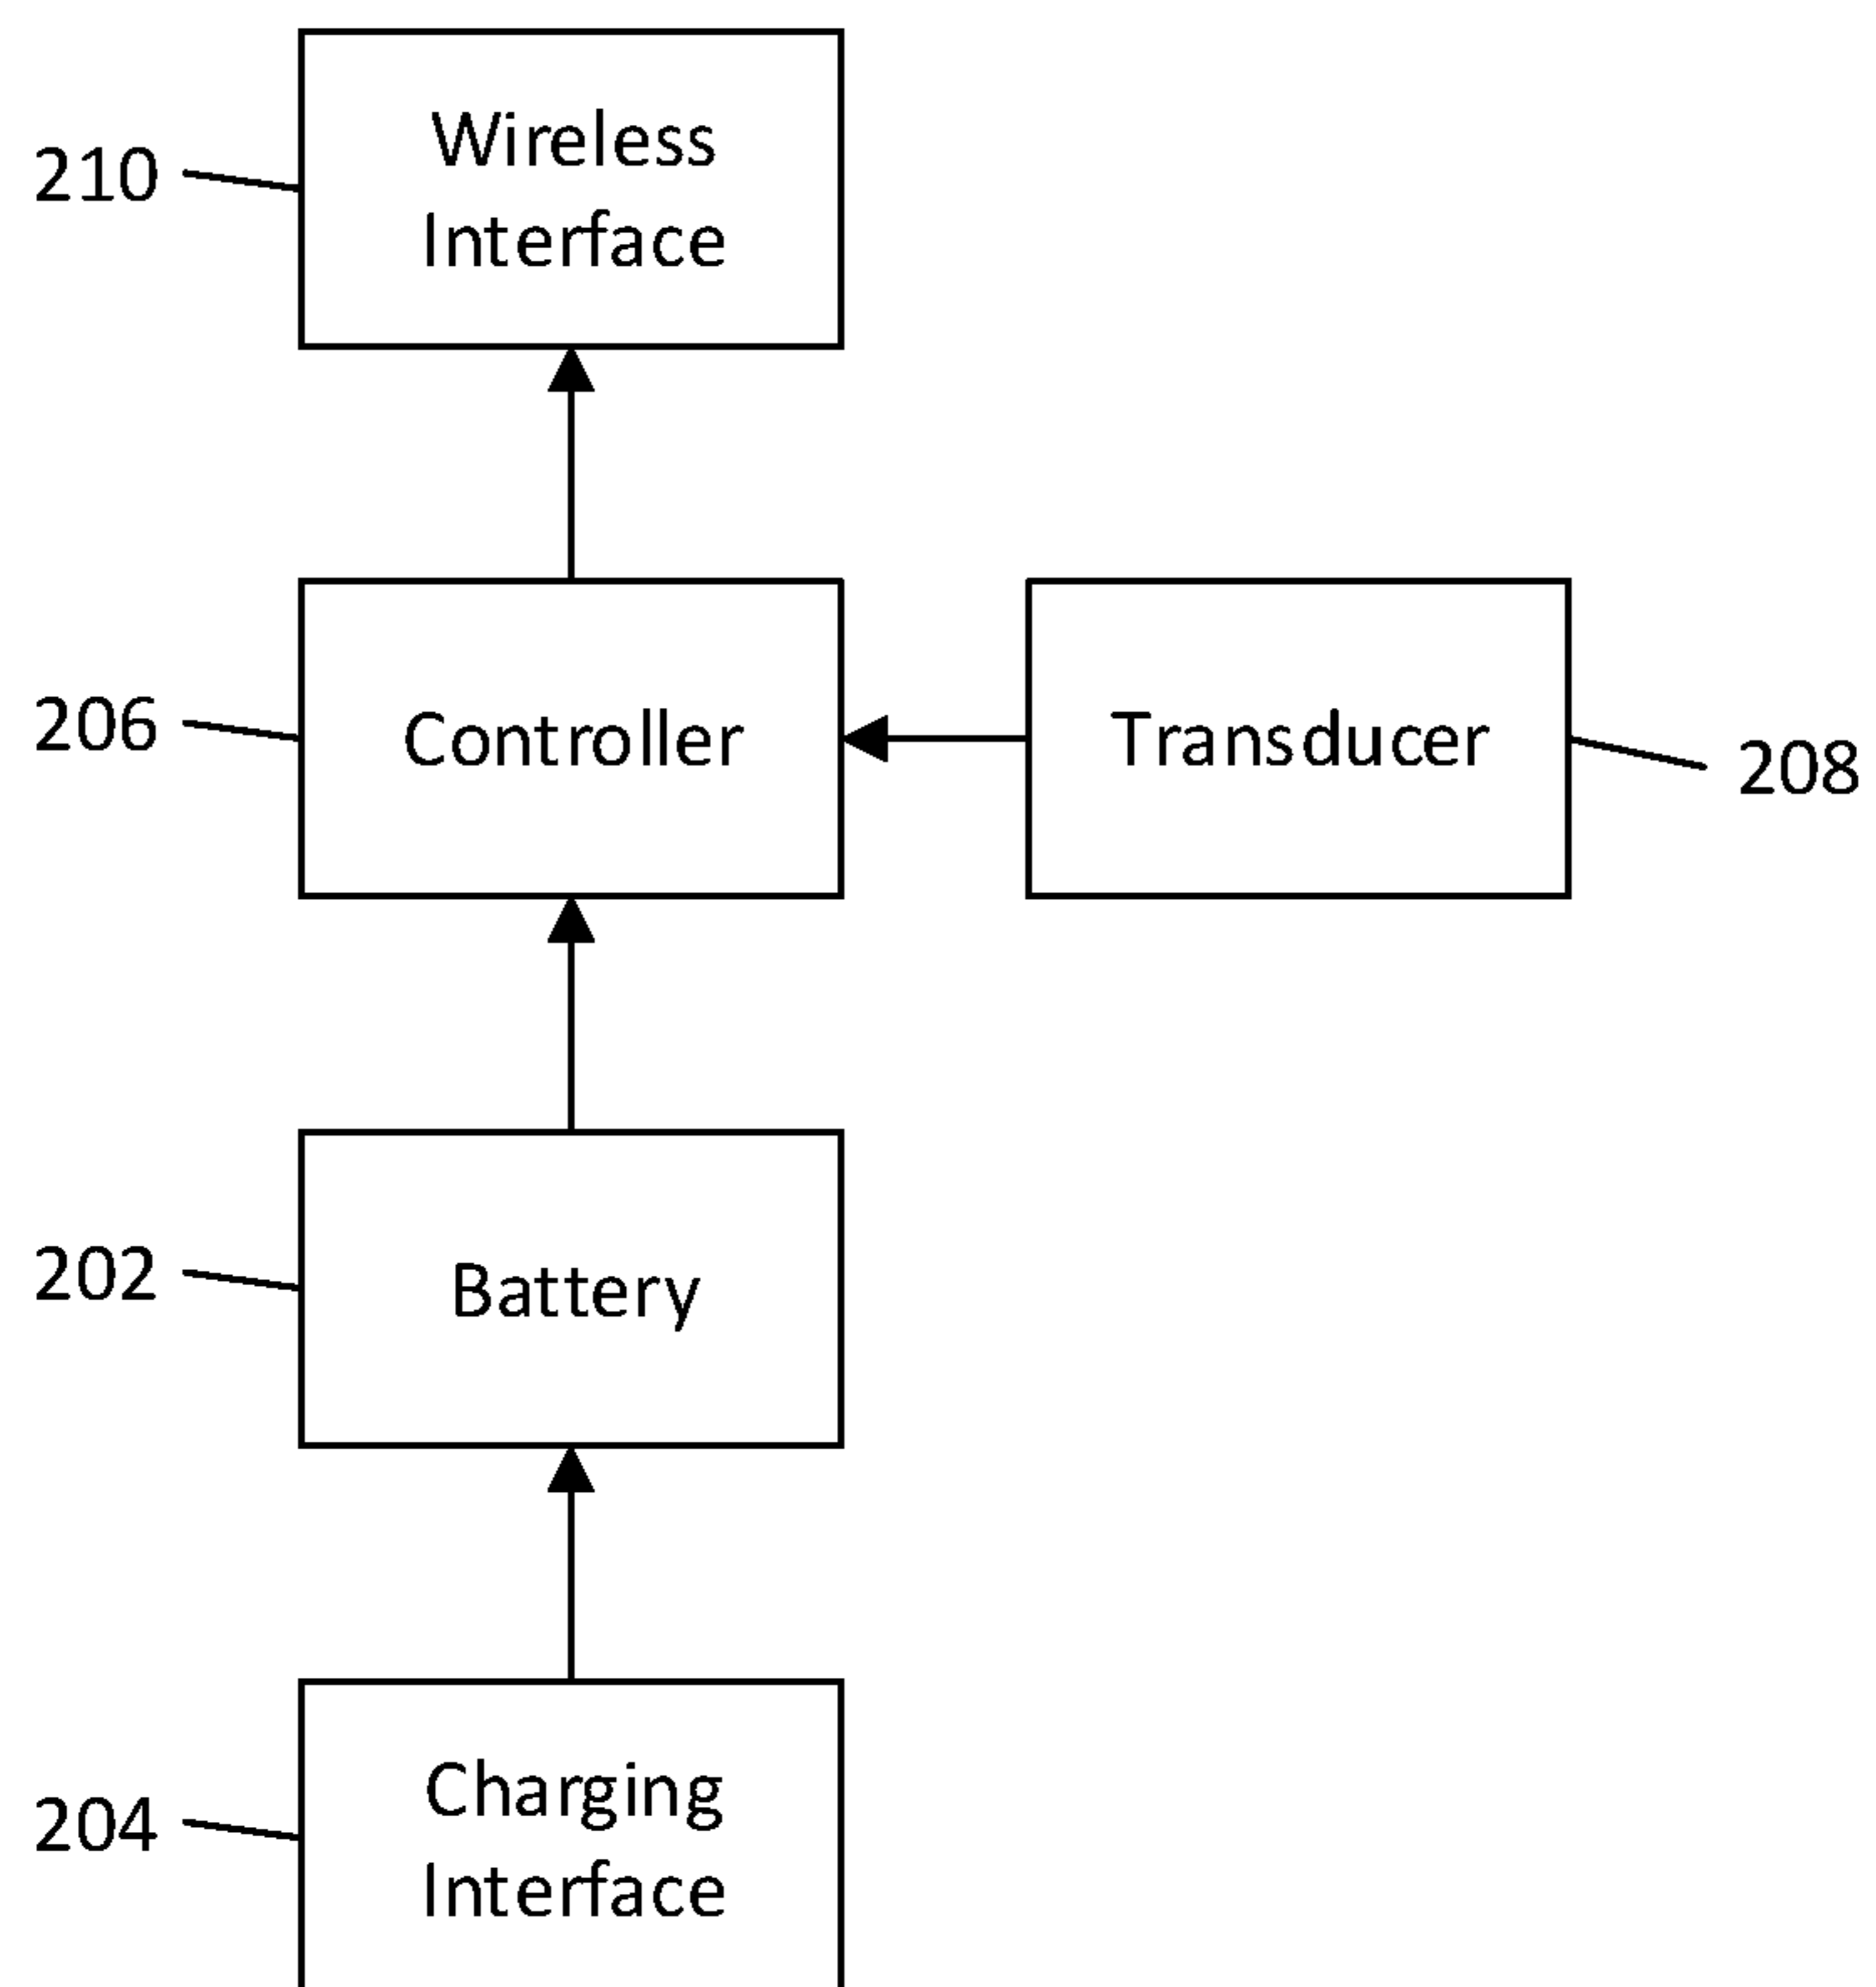 210
Wireless
Interface
206
Controller
Transducer
208
202
Battery
204
Charging
Interface